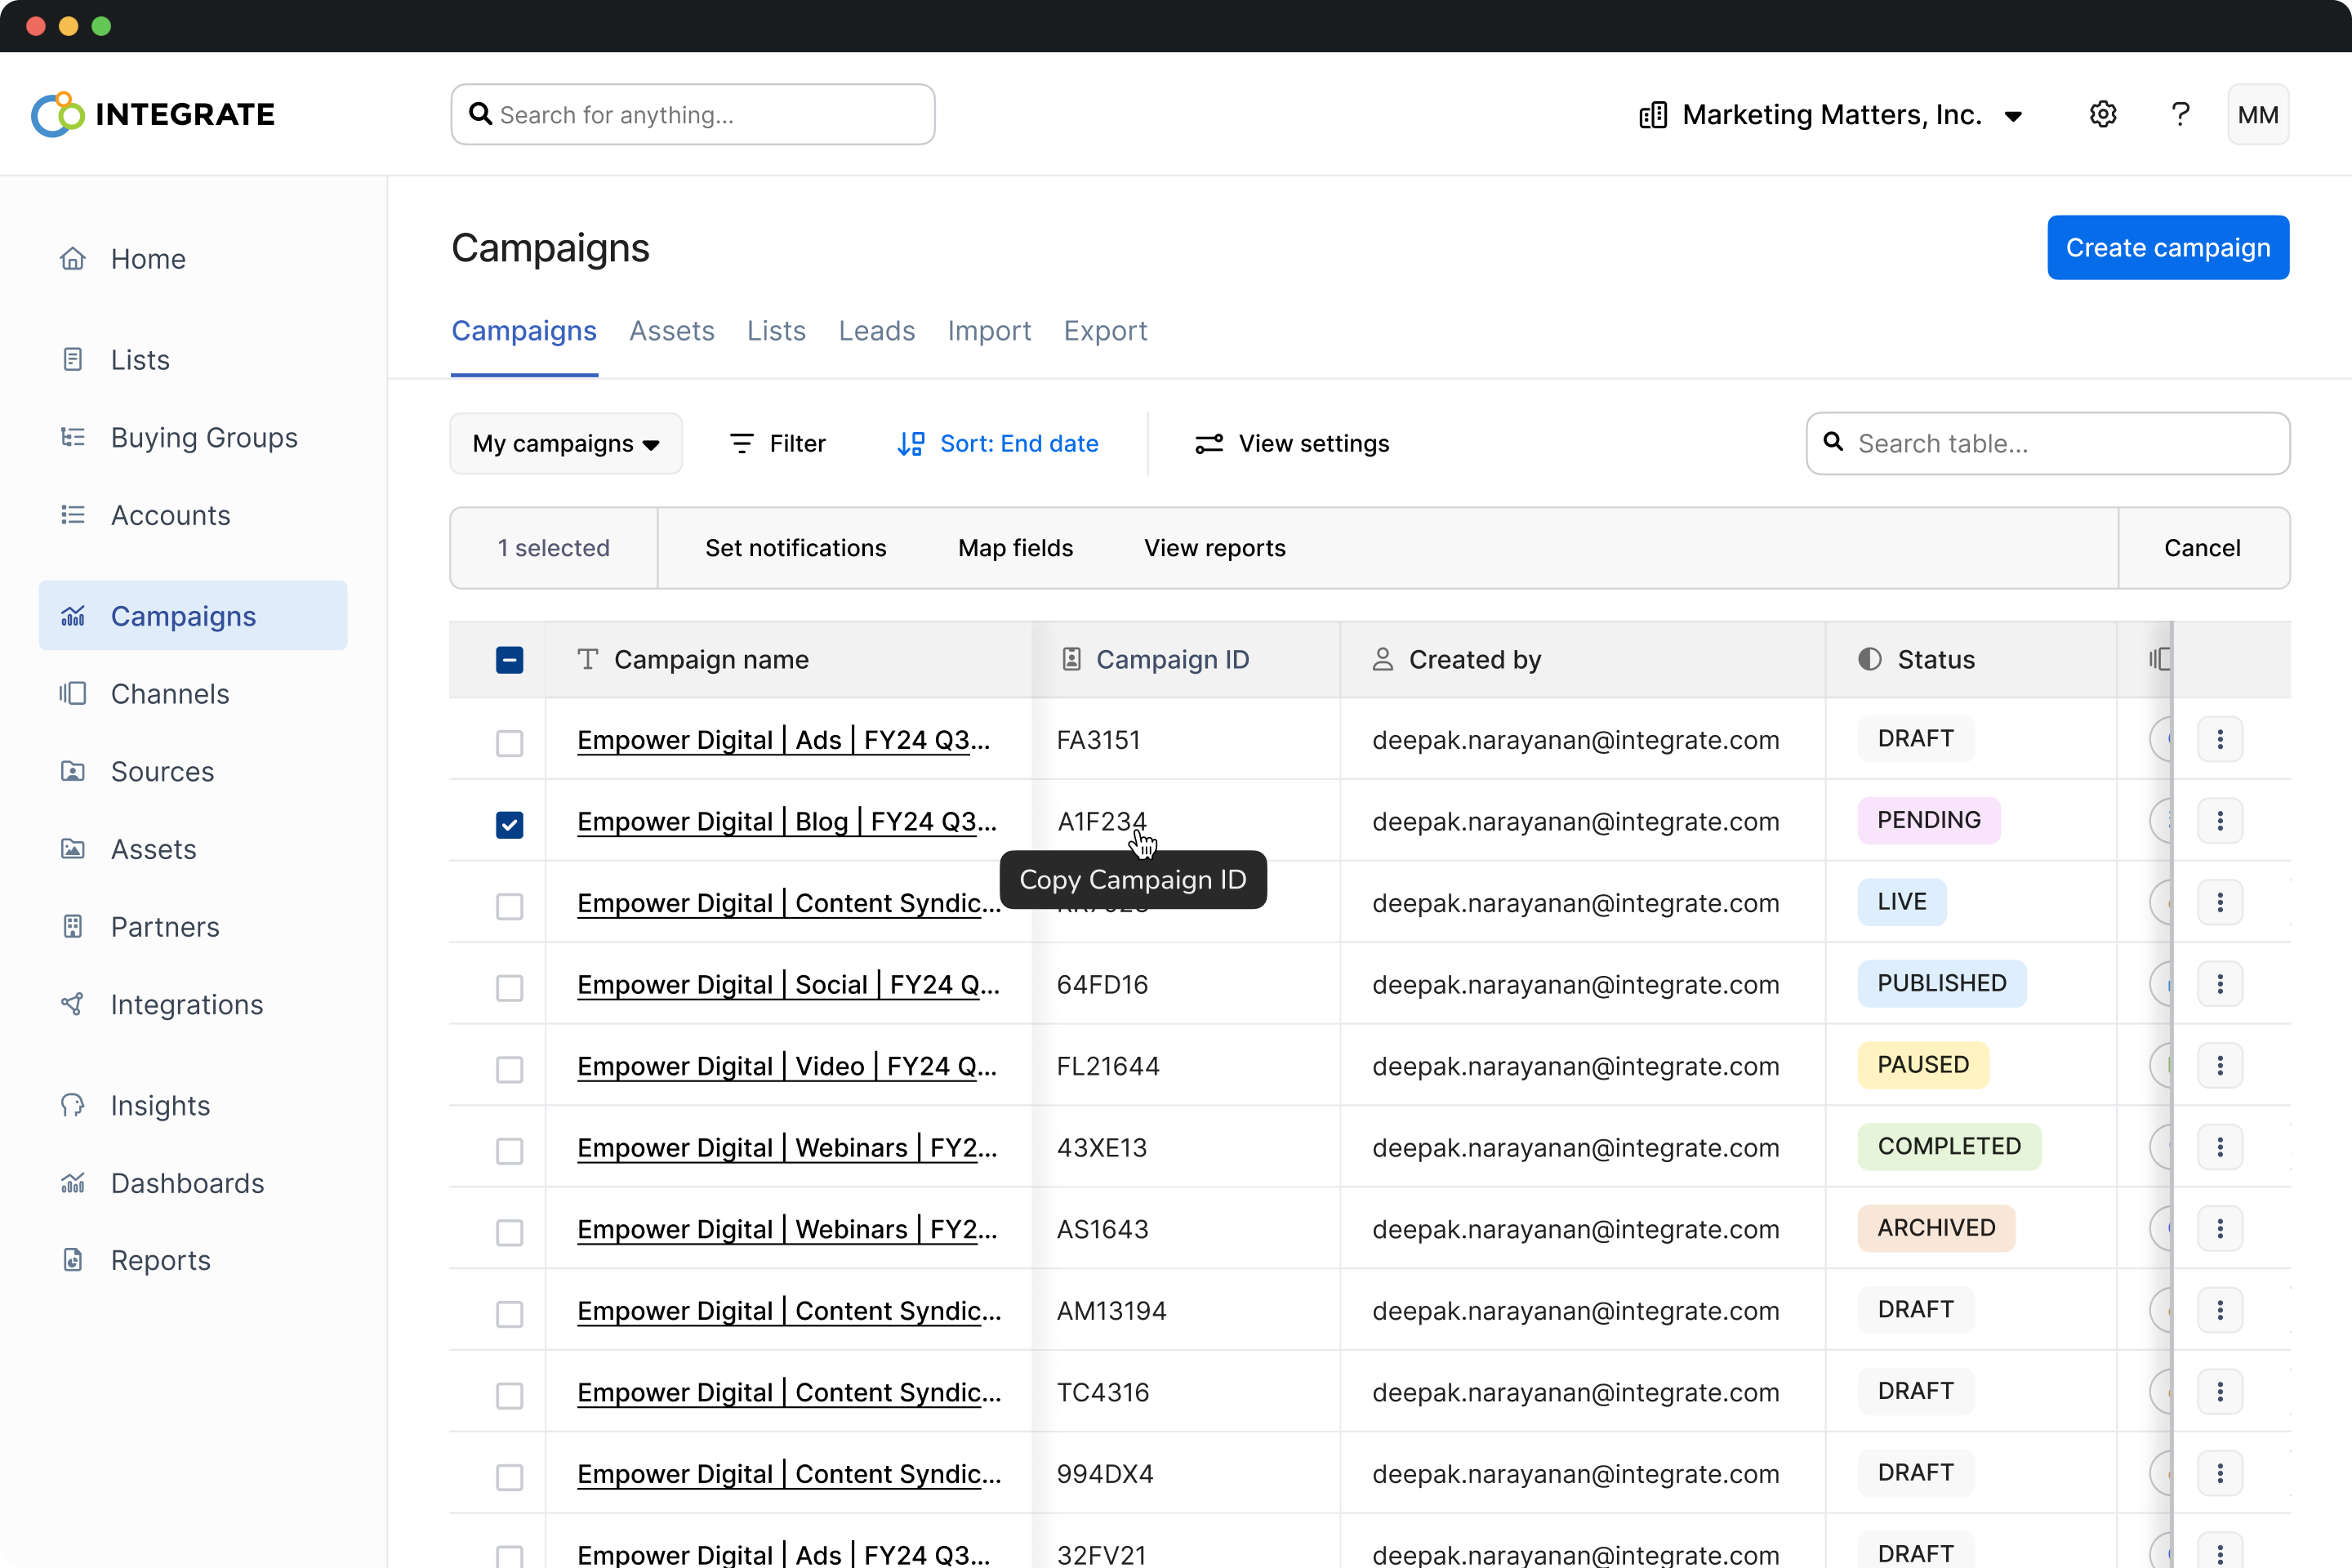 INTEGRATE
Search for anything...
Marketing Matters, Inc.
MM
Home
Lists
Buying Groups
Accounts
Campaigns
Channels
Sources
Assets
Partners
Integrations
Insights
Dashboards
Reports
Campaigns
Create campaign
Campaigns Assets Lists Leads Import Export
My campaigns Filter Sort: End date View settings Search table...
1 selected Set notifications Map fields View reports Cancel
Campaign name Campaign ID Created by Status
Empower Digital | Ads | FY24 Q3... FA3151 deepak.narayanan@integrate.com DRAFT
Empower Digital | Blog | FY24 Q3... A1F234 deepak.narayanan@integrate.com PENDING
Copy Campaign ID
Empower Digital | Content Syndic... deepak.narayanan@integrate.com LIVE
Empower Digital | Social | FY24 Q... 64FD16 deepak.narayanan@integrate.com PUBLISHED
Empower Digital | Video | FY24 Q... FL21644 deepak.narayanan@integrate.com PAUSED
Empower Digital | Webinars | FY2... 43XE13 deepak.narayanan@integrate.com COMPLETED
Empower Digital | Webinars | FY2... AS1643 deepak.narayanan@integrate.com ARCHIVED
Empower Digital | Content Syndic... AM13194 deepak.narayanan@integrate.com DRAFT
Empower Digital | Content Syndic... TC4316 deepak.narayanan@integrate.com DRAFT
Empower Digital | Content Syndic... 994DX4 deepak.narayanan@integrate.com DRAFT
Empower Digital | Ads | FY24 Q3... 32FV21 deepak.narayanan@integrate.com DRAFT